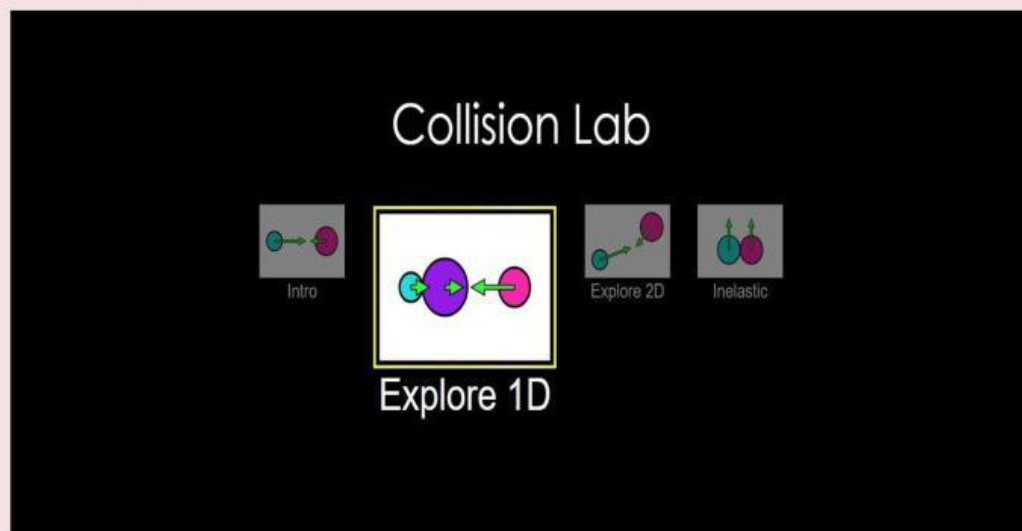 Collision Lab
Intro
Explore 1D
Explore 2D
Inelastic